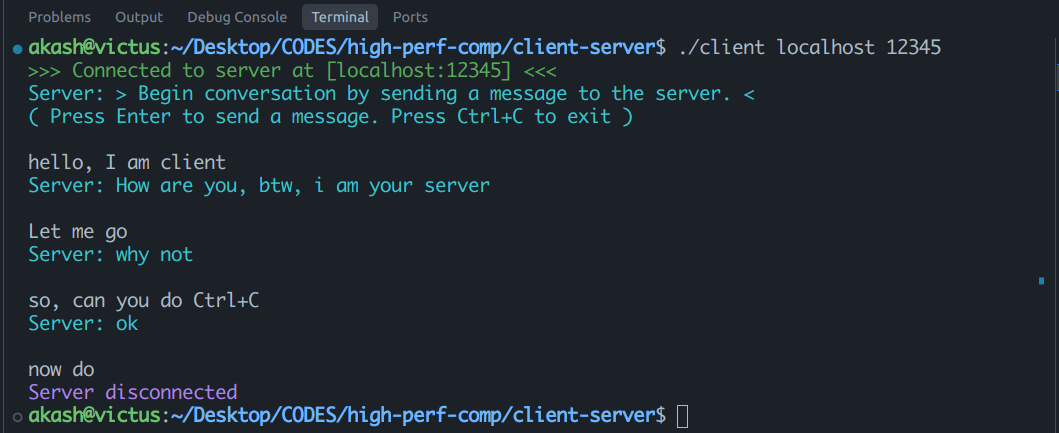 Problems Output Debug Console Terminal Ports
akash@victus:~/Desktop/CODES/high-perf-comp/client-server$ ./client localhost 12345
>>> Connected to server at [localhost:12345] <<<
Server: > Begin conversation by sending a message to the server. <
( Press Enter to send a message. Press Ctrl+C to exit )
hello, I am client
Server: How are you, btw, i am your server
Let me go
Server: why not
so, can you do Ctrl+C
Server: ok
now do
Server disconnected
akash@victus:~/Desktop/CODES/high-perf-comp/client-server$